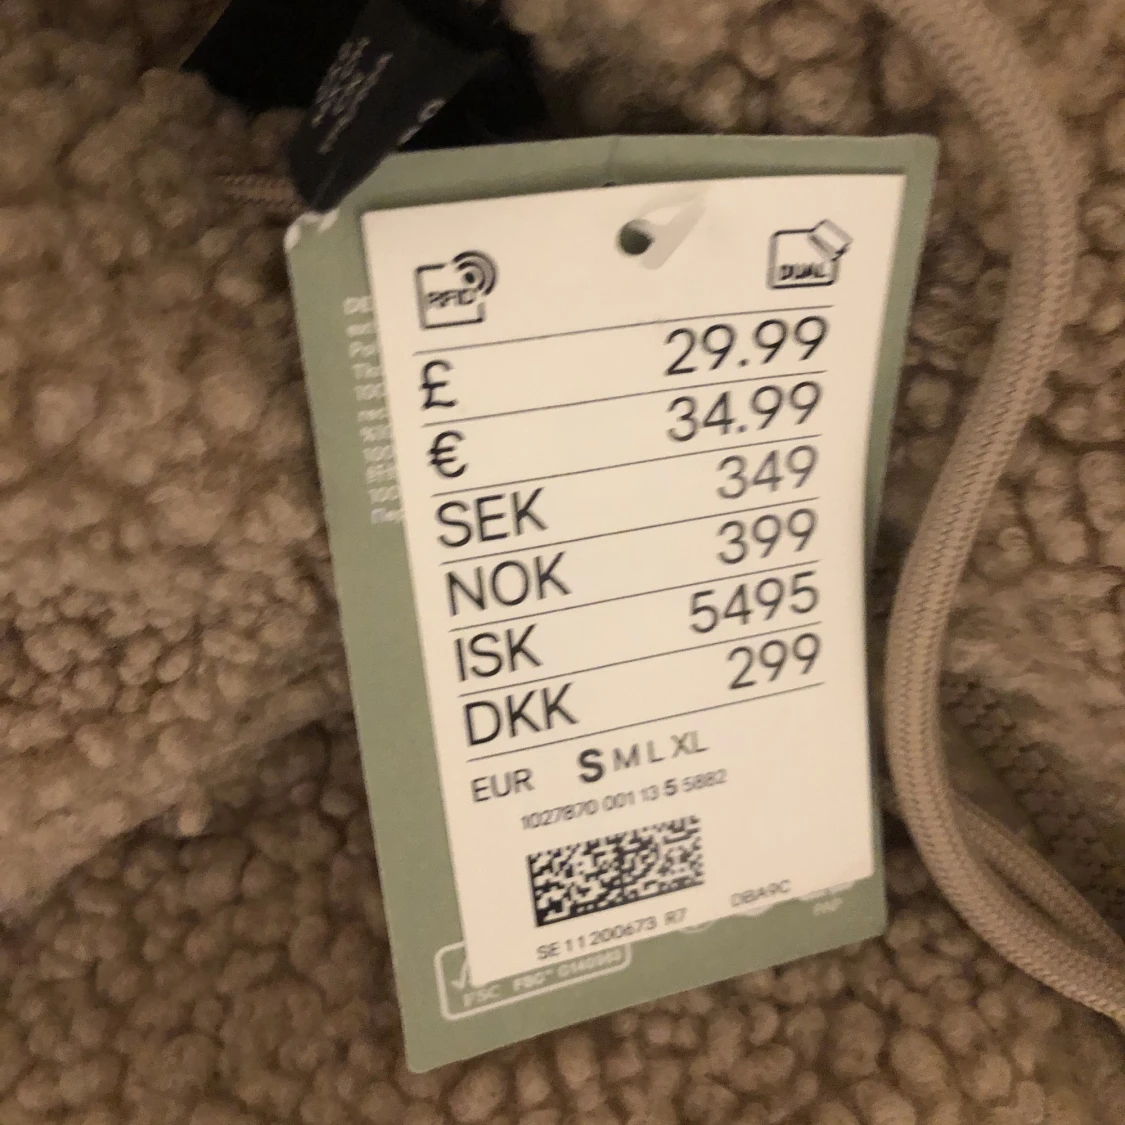 RFID
DUAL
£ 29.99
€ 34.99
SEK 349
NOK 399
ISK 5495
DKK 299
EUR S M L XL
1027870 001 13 5 5882
SE 11 200673 R7 DBA9C
FSC